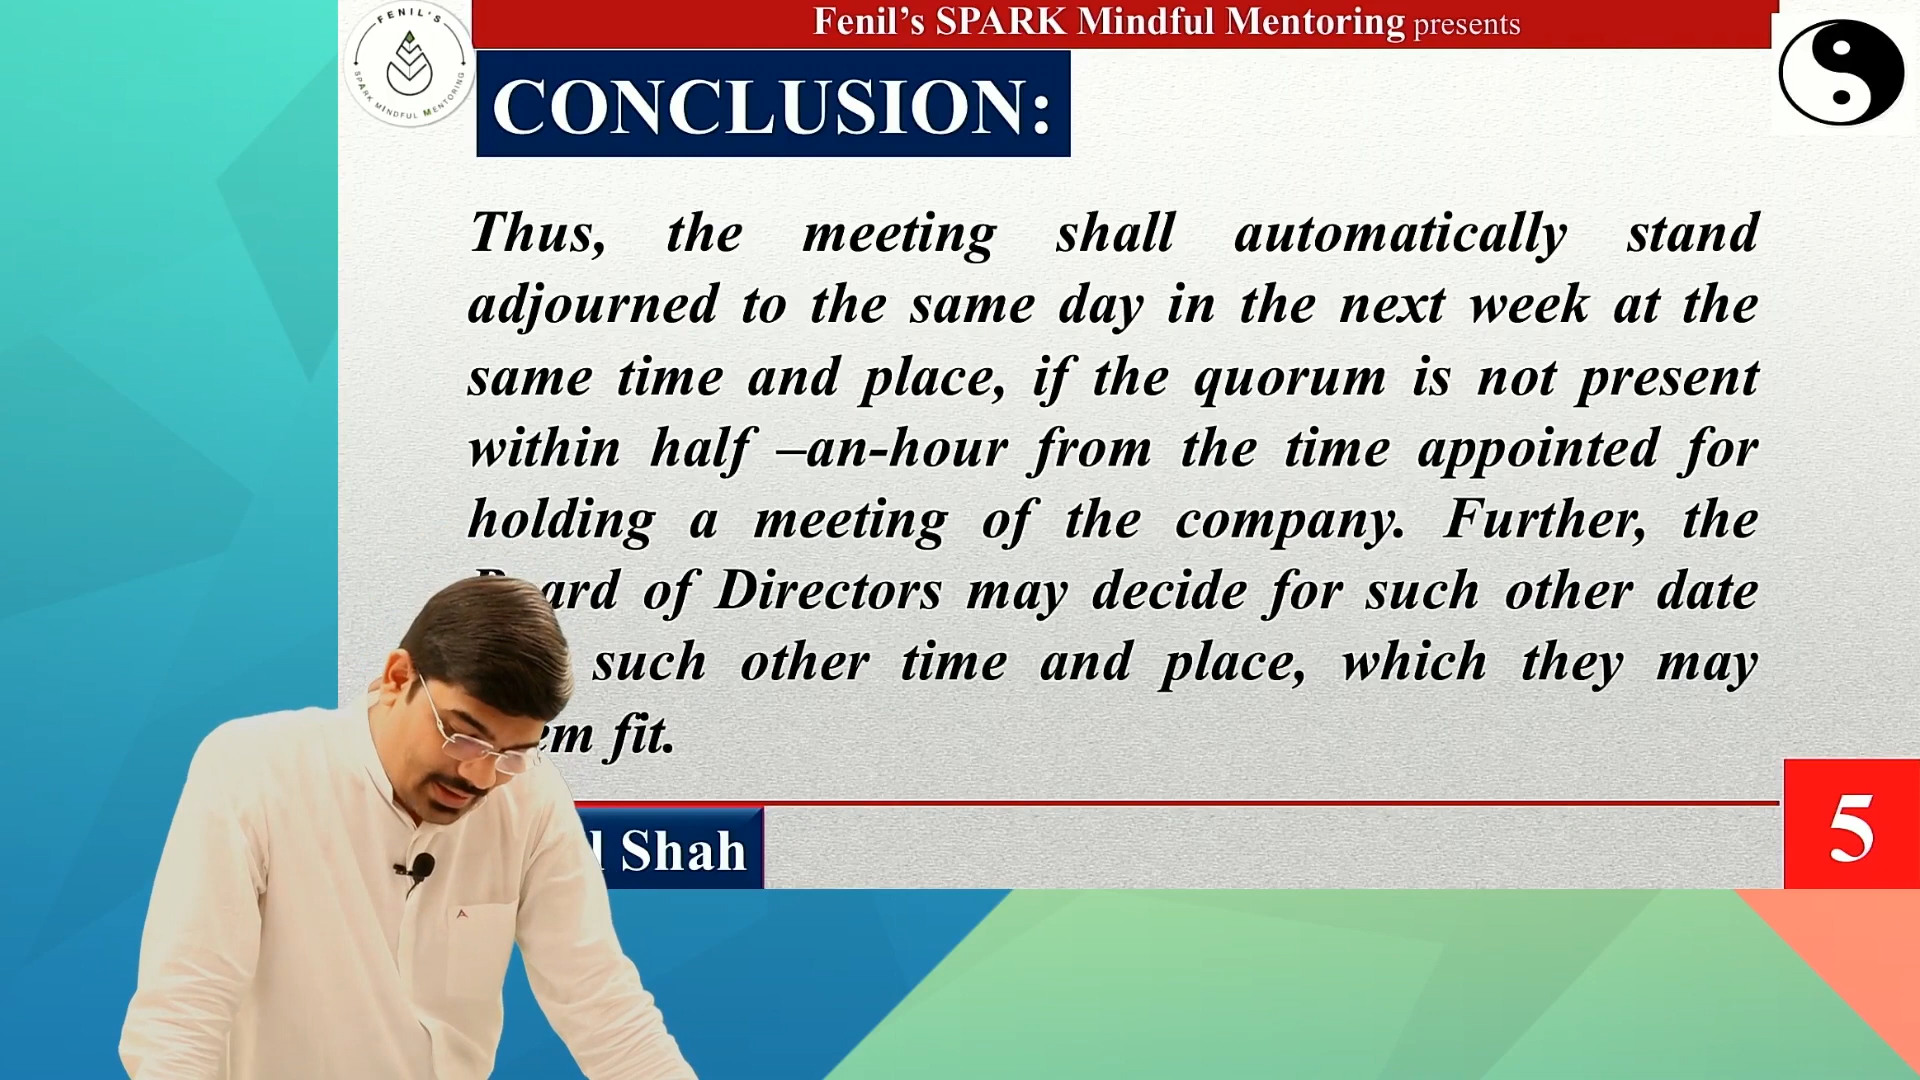 FENIL'S
SPARK MINDFUL MENTORING
Fenil’s SPARK Mindful Mentoring presents
CONCLUSION:
Thus, the meeting shall automatically stand
adjourned to the same day in the next week at the
same time and place, if the quorum is not present
within half –an-hour from the time appointed for
holding a meeting of the company. Further, the
of Directors may decide for such other date
such other time and place, which they may
fit.
Shah
5